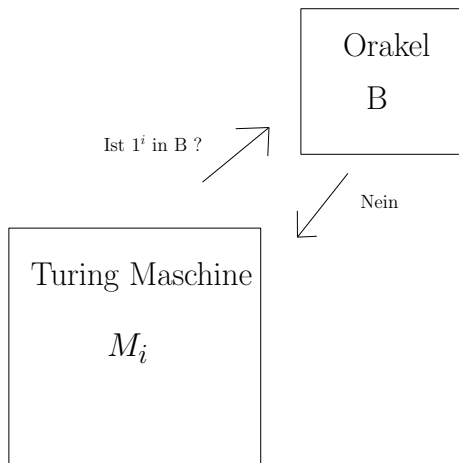 Orakel
B
Ist 1^i in B ?
Nein
Turing Maschine
M_i